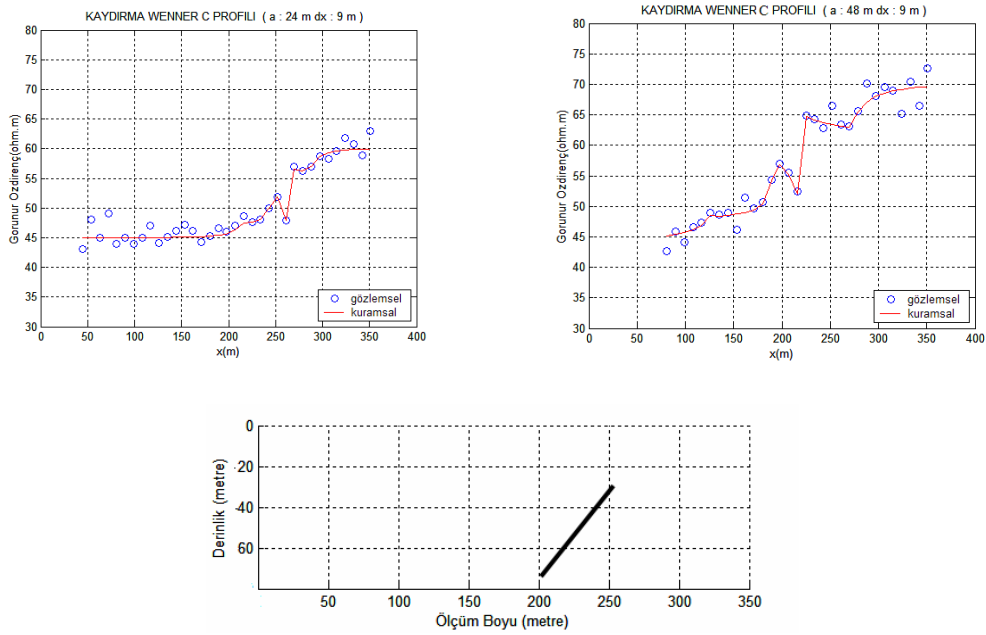 KAYDIRMA WENNER C PROFILI ( a : 24 m dx : 9 m )
80
75
70
65
60
55
50
45
40
35
30
Gorunur Ozdirenç(ohm.m)
0 50 100 150 200 250 300 350 400
x(m)
gözlemsel
kuramsal
KAYDIRMA WENNER C PROFILI ( a : 48 m dx : 9 m )
80
75
70
65
60
55
50
45
40
35
30
Gorunur Ozdirenç(ohm.m)
0 50 100 150 200 250 300 350 400
x(m)
gözlemsel
kuramsal
0
20
40
60
Derinlik (metre)
50 100 150 200 250 300 350
Ölçüm Boyu (metre)